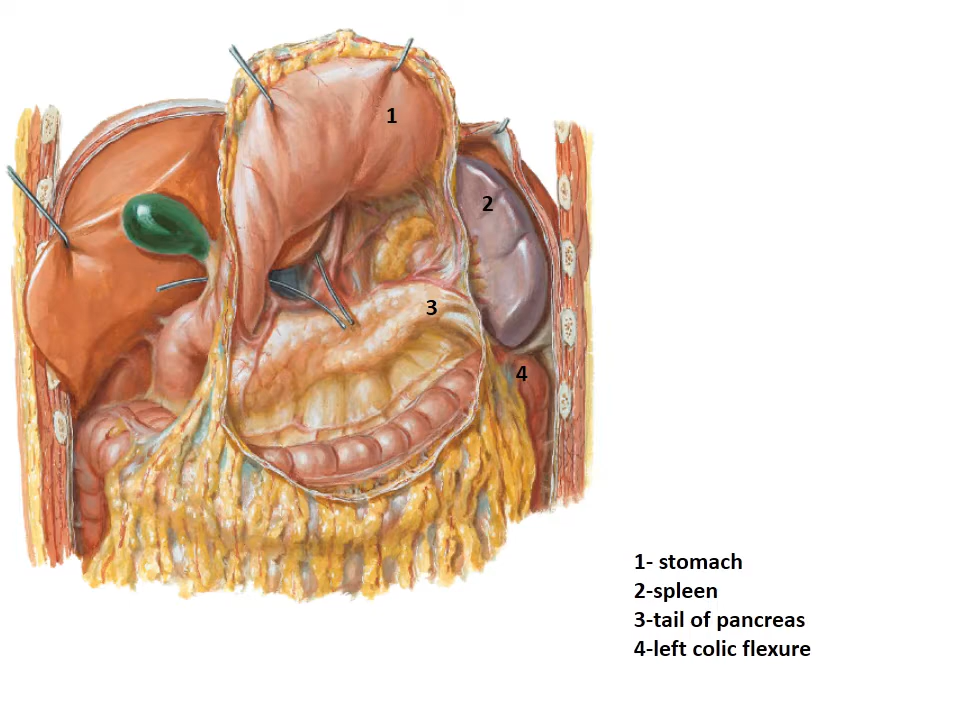 1
2
3
4
1- stomach
2-spleen
3-tail of pancreas
4-left colic flexure